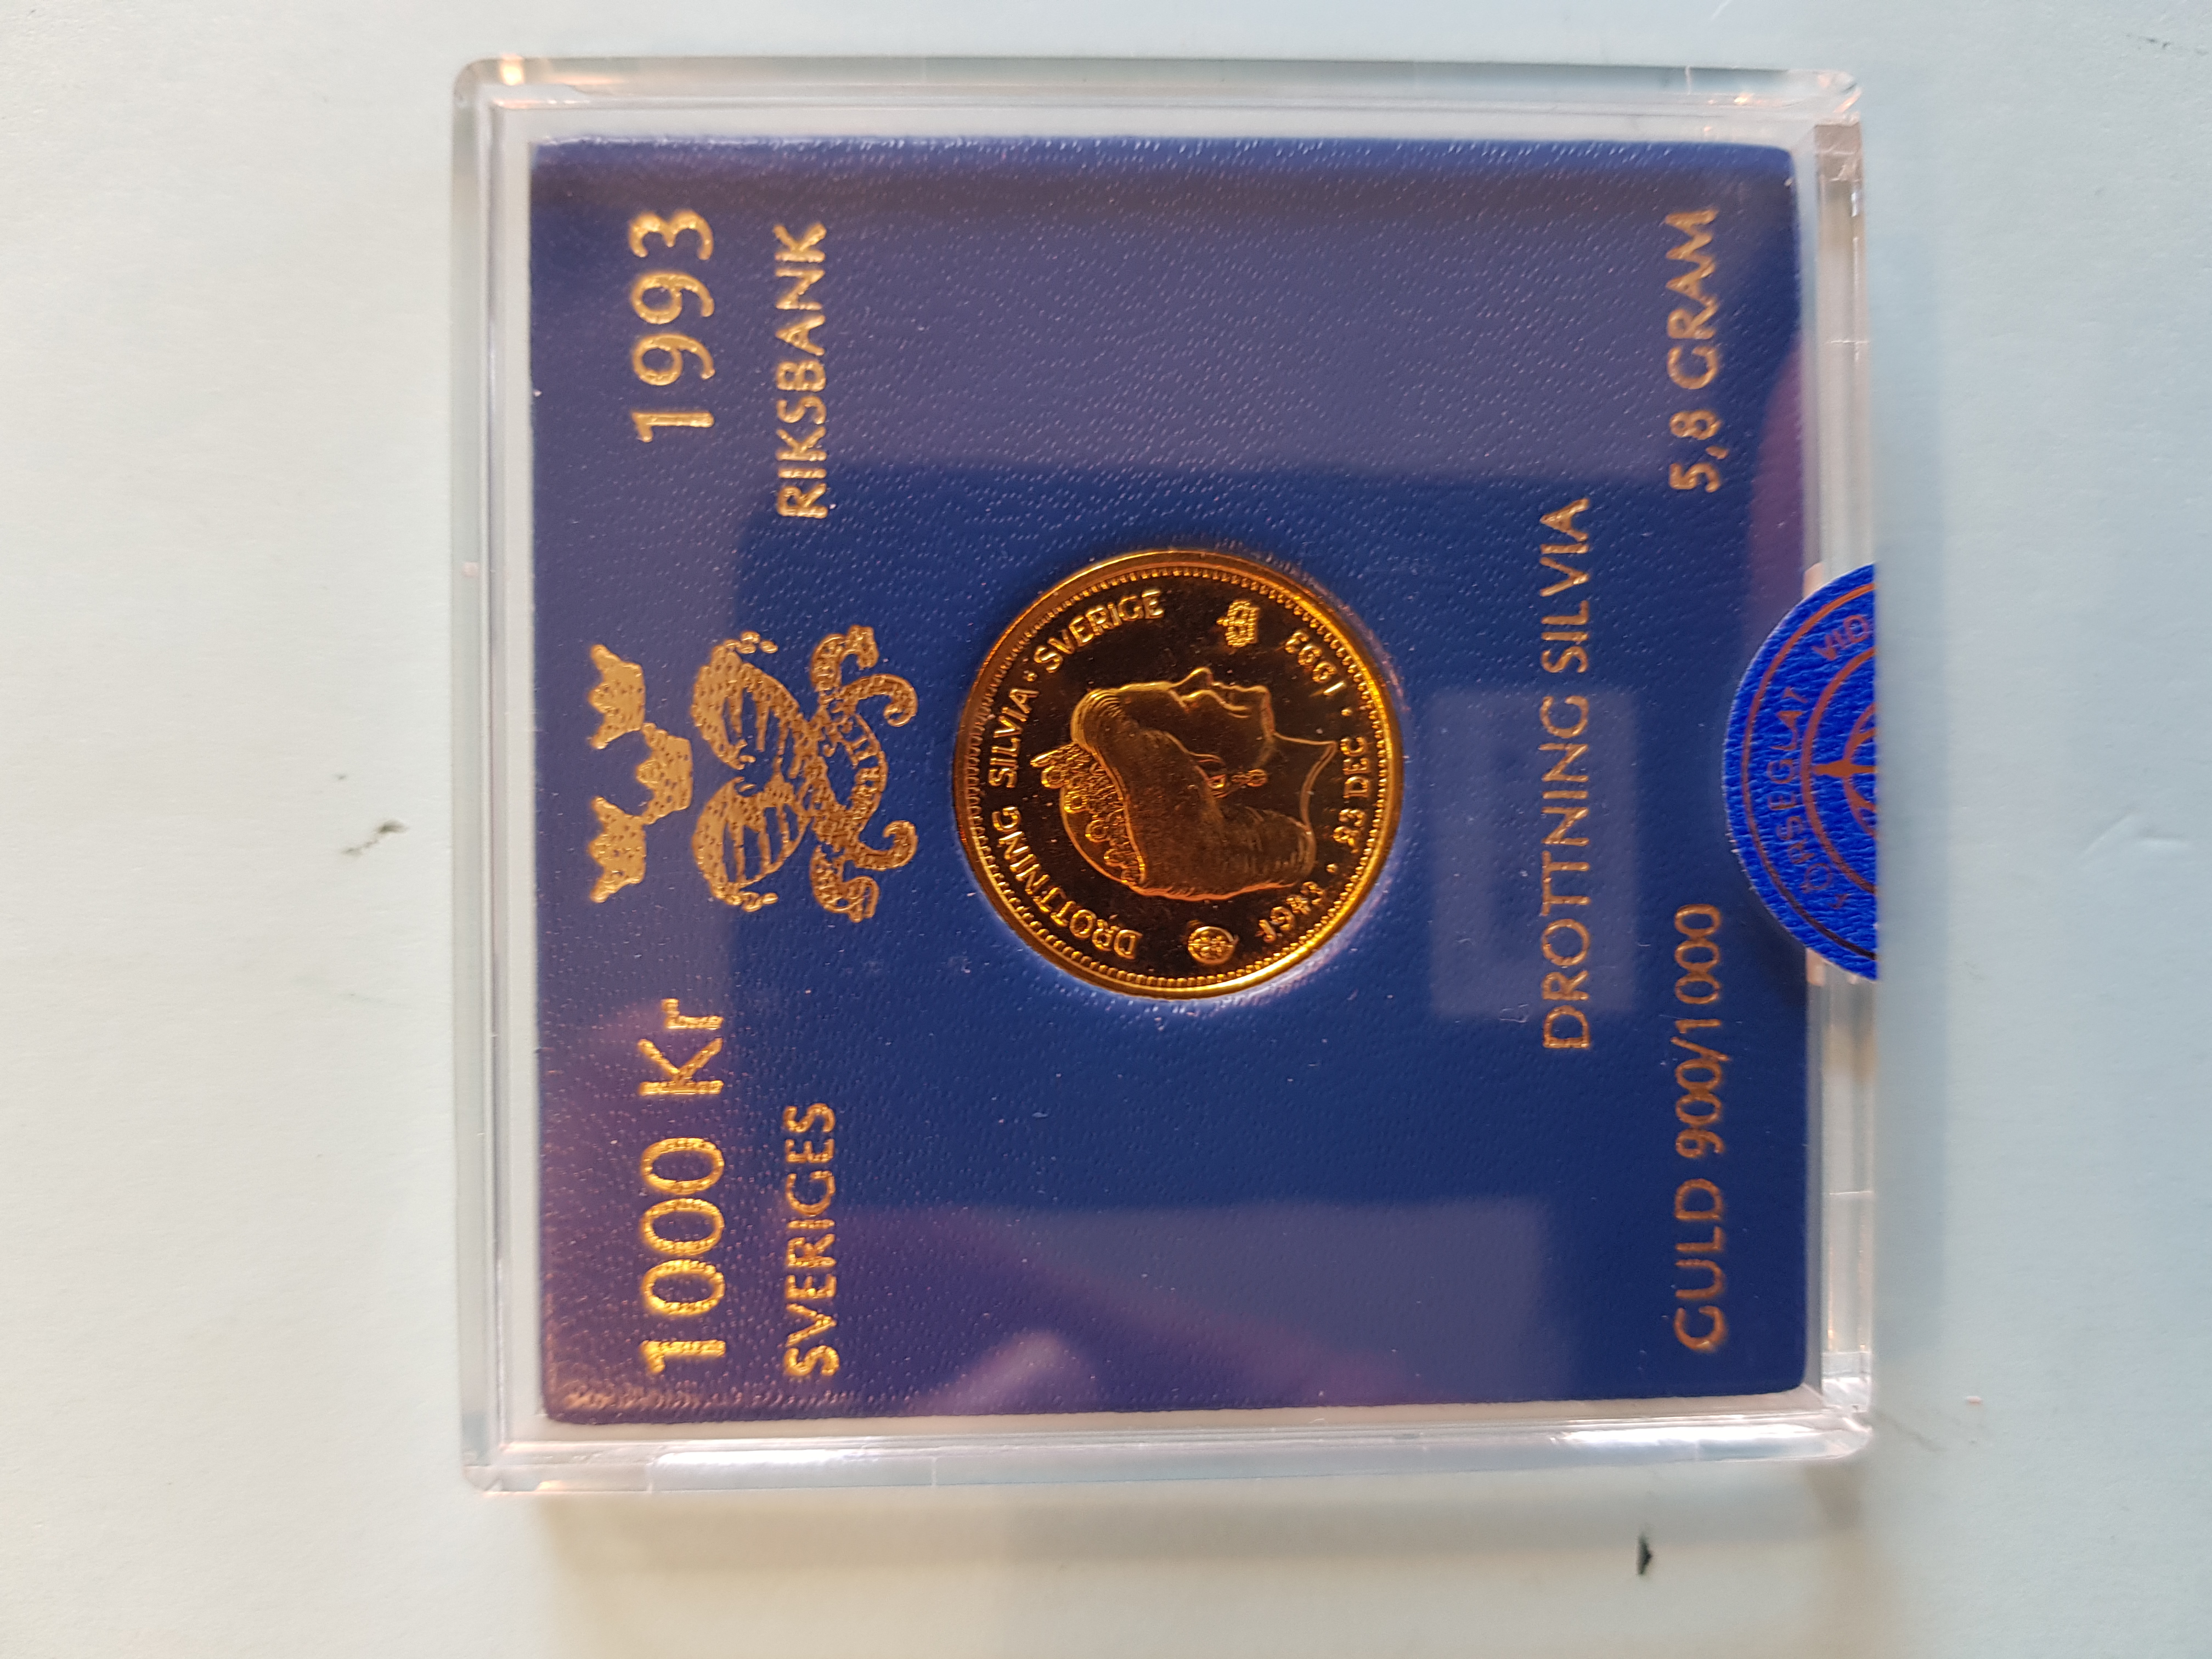 1000 Kr 1993
SVERIGES RIKSBANK
DROTTNING SILVIA · SVERIGE
1943 · 23 DEC · 1993
DROTTNING SILVIA
GULD 900/1000 5,8 GRAM